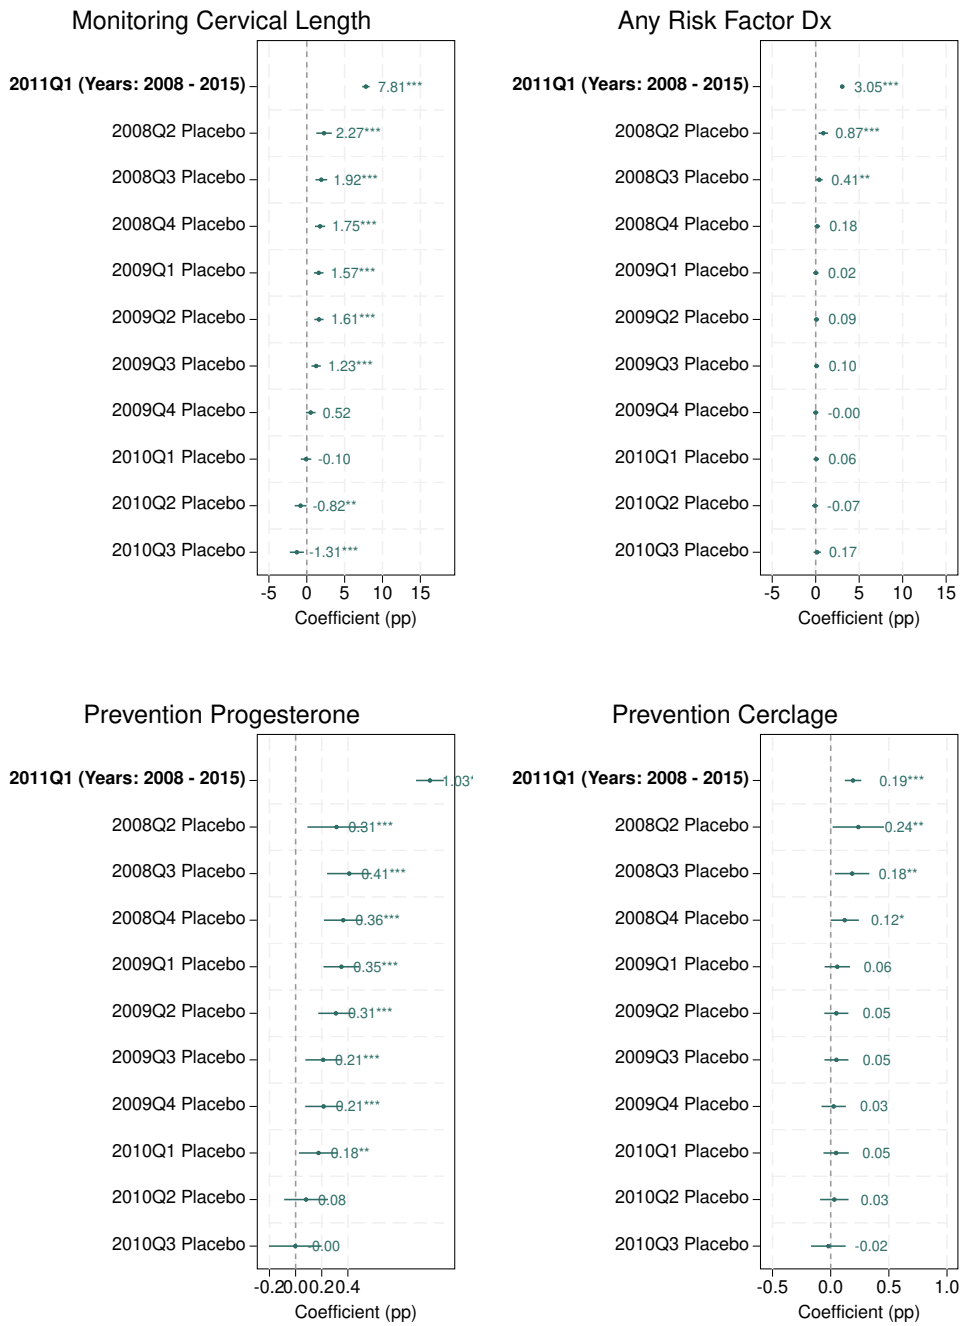 Monitoring Cervical Length
2011Q1 (Years: 2008 - 2015) 7.81***
2008Q2 Placebo 2.27***
2008Q3 Placebo 1.92***
2008Q4 Placebo 1.75***
2009Q1 Placebo 1.57***
2009Q2 Placebo 1.61***
2009Q3 Placebo 1.23***
2009Q4 Placebo 0.52
2010Q1 Placebo -0.10
2010Q2 Placebo -0.82**
2010Q3 Placebo -1.31***
-5 0 5 10 15
Coefficient (pp)
Any Risk Factor Dx
2011Q1 (Years: 2008 - 2015) 3.05***
2008Q2 Placebo 0.87***
2008Q3 Placebo 0.41**
2008Q4 Placebo 0.18
2009Q1 Placebo 0.02
2009Q2 Placebo 0.09
2009Q3 Placebo 0.10
2009Q4 Placebo -0.00
2010Q1 Placebo 0.06
2010Q2 Placebo -0.07
2010Q3 Placebo 0.17
-5 0 5 10 15
Coefficient (pp)
Prevention Progesterone
2011Q1 (Years: 2008 - 2015) 1.03*
2008Q2 Placebo 0.31***
2008Q3 Placebo 0.41***
2008Q4 Placebo 0.36***
2009Q1 Placebo 0.35***
2009Q2 Placebo 0.31***
2009Q3 Placebo 0.21***
2009Q4 Placebo 0.21***
2010Q1 Placebo 0.18**
2010Q2 Placebo 0.08
2010Q3 Placebo -0.00
-0.2 0.0 0.2 0.4
Coefficient (pp)
Prevention Cerclage
2011Q1 (Years: 2008 - 2015) 0.19***
2008Q2 Placebo 0.24**
2008Q3 Placebo 0.18**
2008Q4 Placebo 0.12*
2009Q1 Placebo 0.06
2009Q2 Placebo 0.05
2009Q3 Placebo 0.05
2009Q4 Placebo 0.03
2010Q1 Placebo 0.05
2010Q2 Placebo 0.03
2010Q3 Placebo -0.02
-0.5 0.0 0.5 1.0
Coefficient (pp)